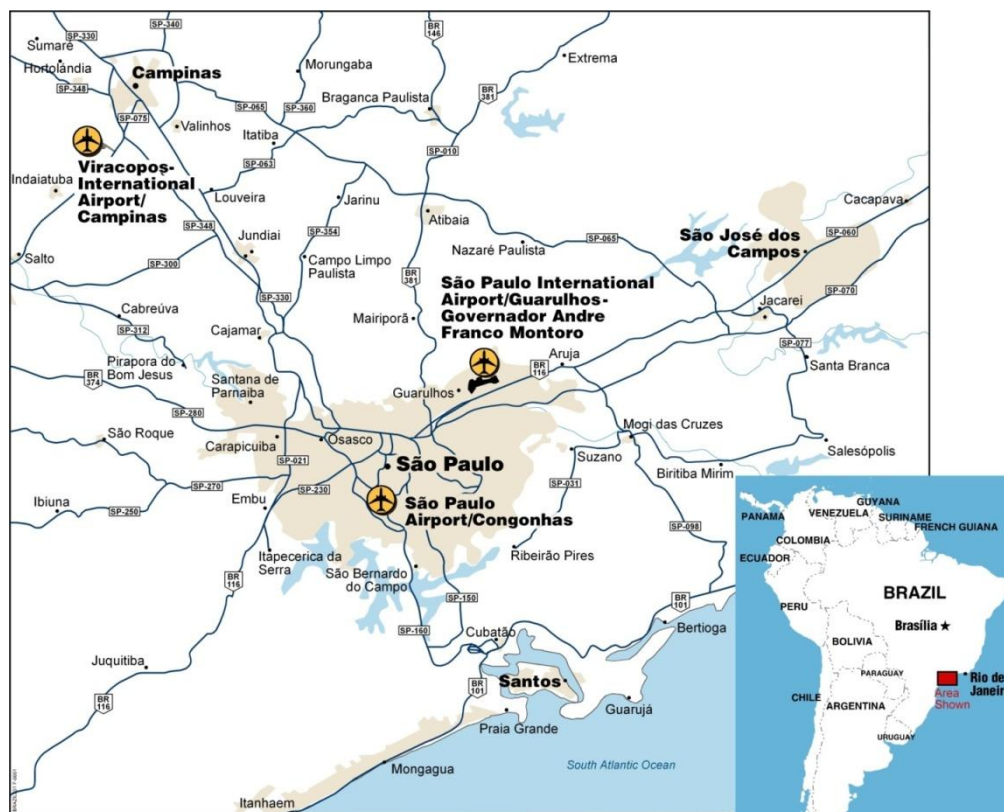 SP-340
SP-330
Sumaré
Hortolândia
Campinas
Morungaba
BR
146
Extrema
SP-348
SP-075
SP-065
SP-360
Braganca Paulista
BR
381
Valinhos
Itatiba
SP-010
Viracopos-
International
Airport/
Campinas
SP-063
Indaiatuba
Louveira
Jarinu
Atibaia
Cacapava
SP-348
SP-354
São José dos
Campos
SP-060
Jundiai
Nazaré Paulista
SP-065
Salto
SP-300
Campo Limpo
Paulista
BR
381
São Paulo International
Airport/Guarulhos-
Governador Andre
Franco Montoro
SP-070
Jacarei
SP-330
Cabreúva
Mairiporã
SP-312
Cajamar
SP-077
Pirapora do
Bom Jesus
Aruja
BR
116
Santa Branca
BR
374
Santana de
Parnaiba
Guarulhos
SP-280
Mogi das Cruzes
São Roque
Carapicuiba
Osasco
Salesópolis
SP-021
São Paulo
Suzano
Biritiba Mirim
SP-270
SP-230
SP-031
Ibiuna
SP-250
Embu
São Paulo
Airport/Congonhas
SP-098
Itapecerica da
Serra
Ribeirão Pires
São Bernardo
do Campo
BR
116
SP-150
BR
101
SP-160
Cubatão
Bertioga
Juquitiba
Santos
BR
101
BR
116
Guarujá
Praia Grande
Mongagua
South Atlantic Ocean
Itanhaem
PANAMA
VENEZUELA
GUYANA
SURINAME
FRENCH GUIANA
COLOMBIA
ECUADOR
BRAZIL
PERU
Brasília
BOLIVIA
PARAGUAY
Rio de
Janeir
CHILE
ARGENTINA
Area
Shown
URUGUAY